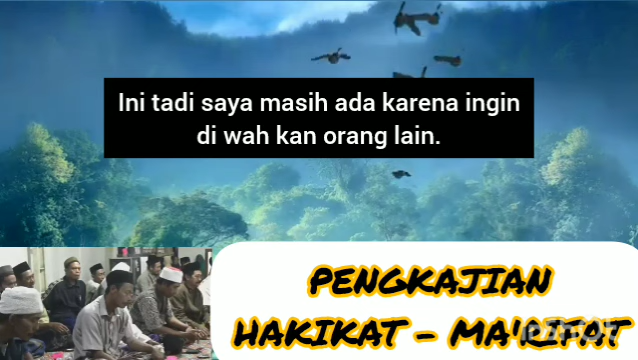 Ini tadi saya masih ada karena ingin
di wah kan orang lain.
PENGKAJIAN
HAKIKAT - MA'RIFAT